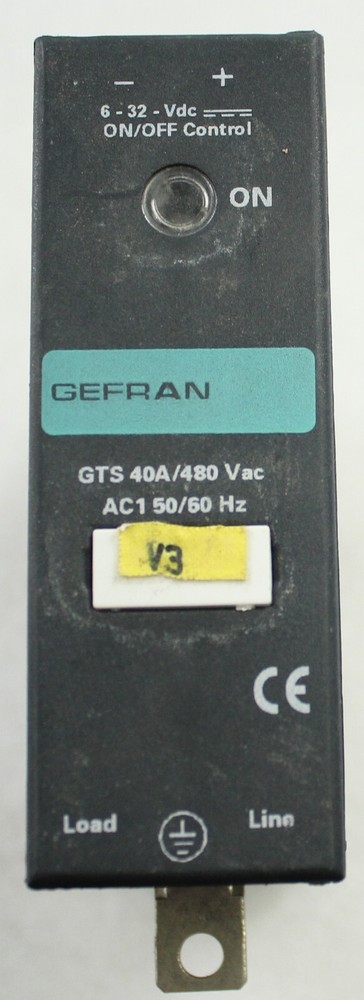 - +
6 - 32 - Vdc
ON/OFF Control
ON
GEFRAN
GTS 40A/480 Vac
AC1 50/60 Hz
V3
CE
Load Line